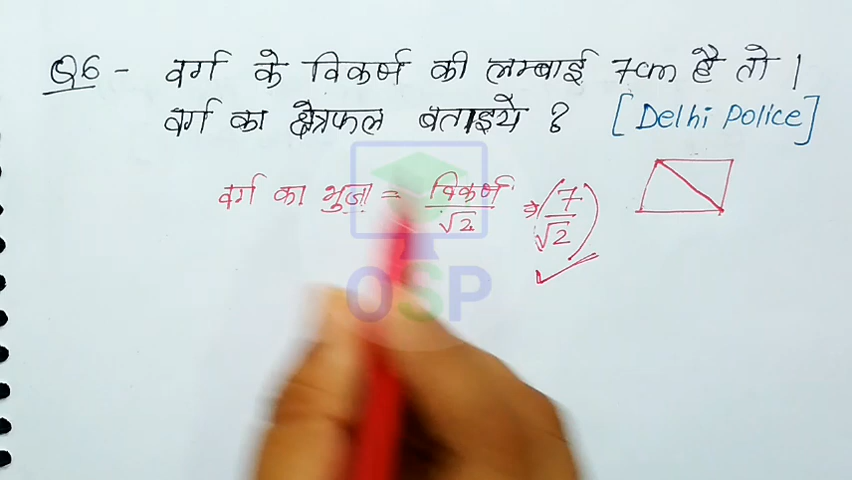 Q6 - वर्ग के विकर्ण की लम्बाई 7cm है तो |
वर्ग का क्षेत्रफल बताइये ? [Delhi Police]
वर्ग का भुजा = विकर्ण/√2 ⇒ (7/√2)
OSP